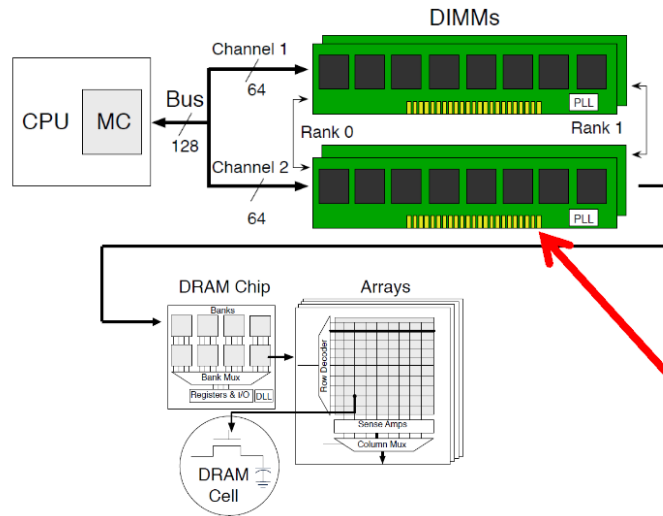 DIMMs
Channel 1
64
PLL
CPU
MC
Bus
128
Rank 0
Rank 1
Channel 2
64
PLL
DRAM Chip
Arrays
Banks
Bank Mux
Registers & I/O
DLL
Row Decoder
Sense Amps
Column Mux
DRAM
Cell